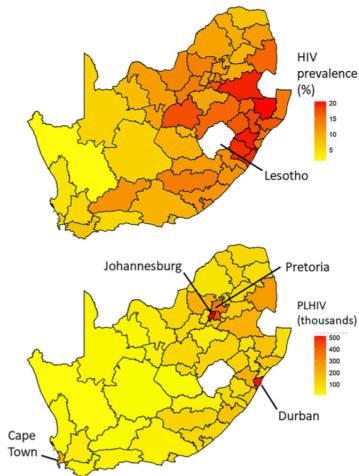 HIV
prevalence
(%)
20
15
10
5
Lesotho
Johannesburg
Pretoria
PLHIV
(thousands)
500
400
300
200
100
Durban
Cape
Town